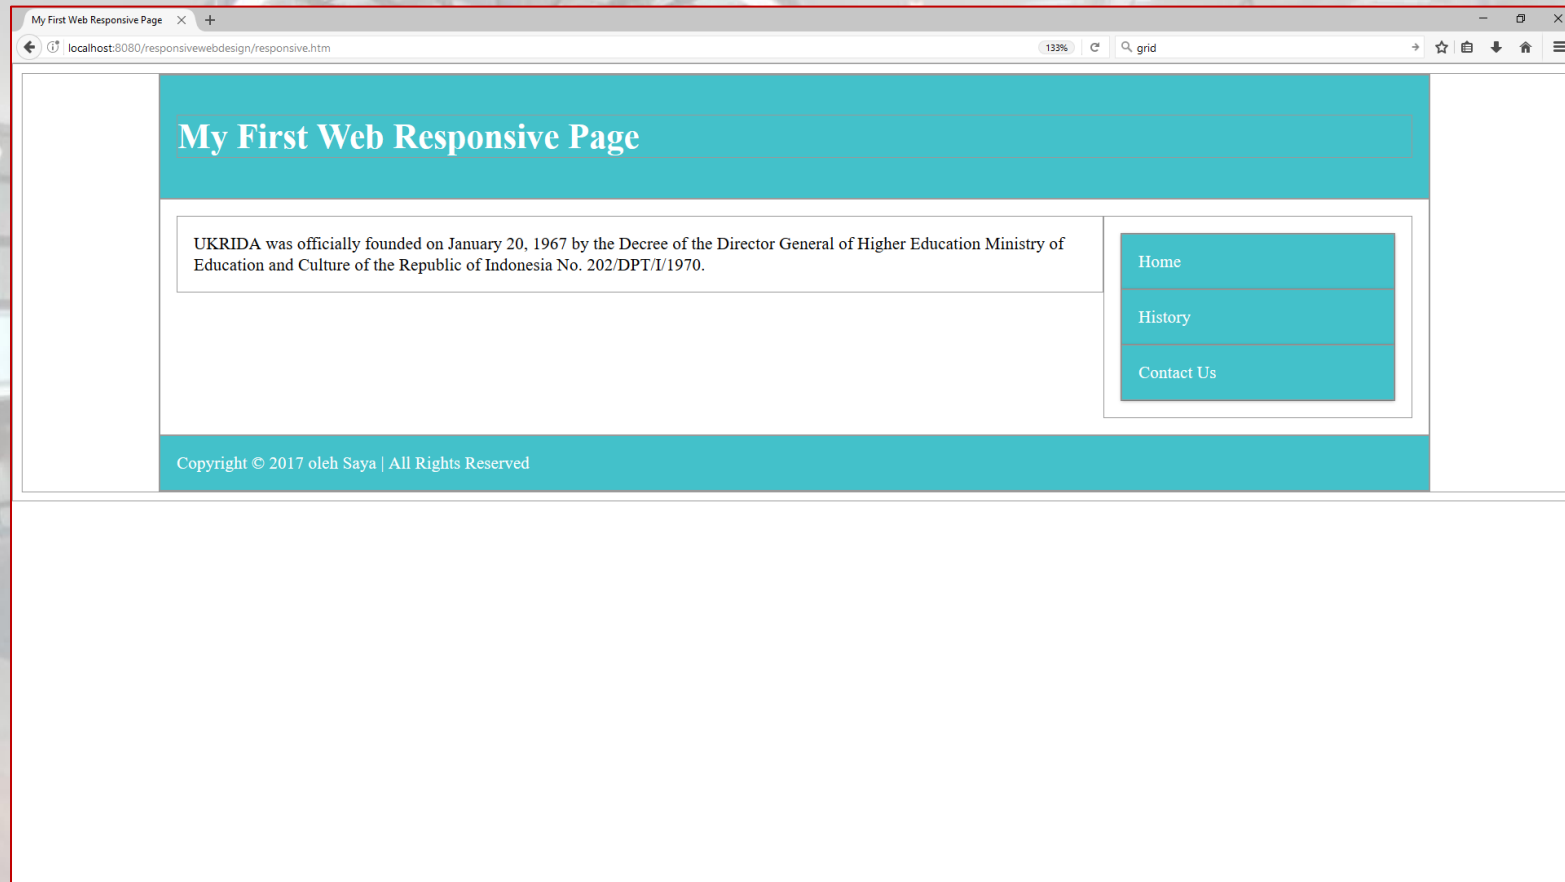 My First Web Responsive Page
localhost:8080/responsivewebdesign/responsive.htm
133%
grid
My First Web Responsive Page
UKRIDA was officially founded on January 20, 1967 by the Decree of the Director General of Higher Education Ministry of
Education and Culture of the Republic of Indonesia No. 202/DPT/I/1970.
Home
History
Contact Us
Copyright © 2017 oleh Saya | All Rights Reserved